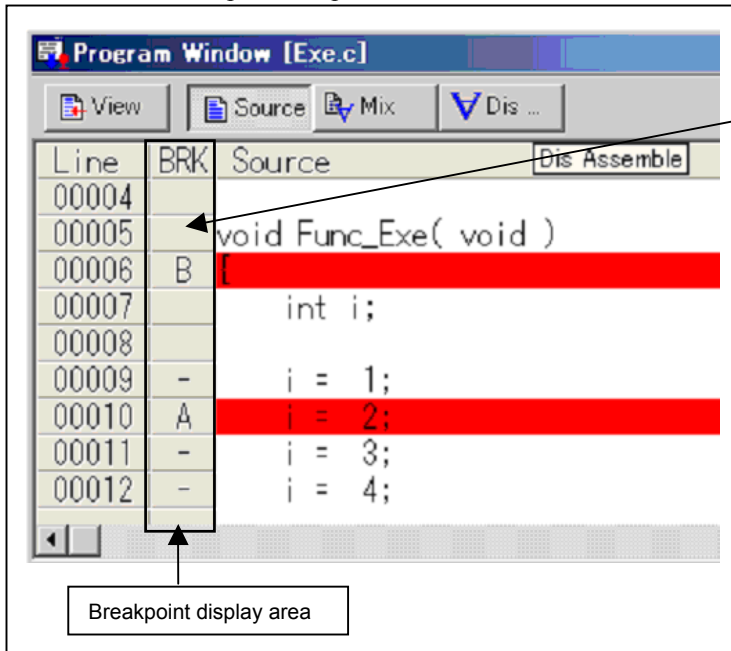 Program Window [Exe.c]
View Source Mix Dis ...
Line BRK Source Dis Assemble
00004
00005 void Func_Exe( void )
00006 B {
00007 int i;
00008
00009 - i = 1;
00010 A i = 2;
00011 - i = 3;
00012 - i = 4;
Breakpoint display area